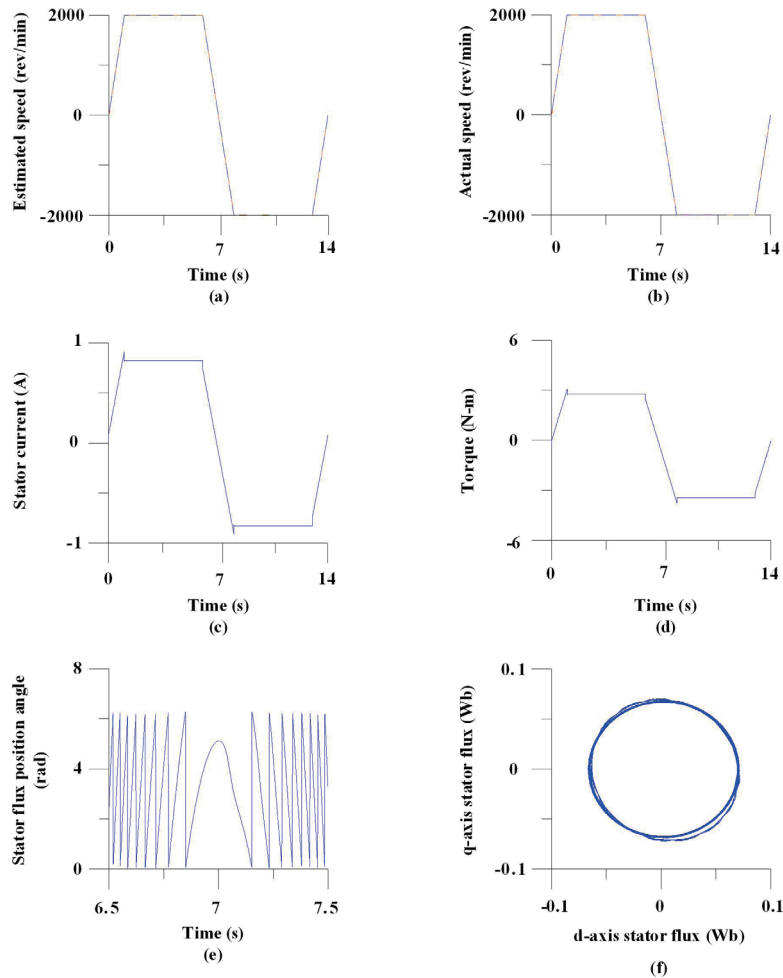 Estimated speed (rev/min)
2000
0
-2000
0
7
14
Time (s)
(a)
Actual speed (rev/min)
2000
0
-2000
0
7
14
Time (s)
(b)
Stator current (A)
1
0
-1
0
7
14
Time (s)
(c)
Torque (N-m)
6
0
-6
0
7
14
Time (s)
(d)
Stator flux position angle
(rad)
8
4
0
6.5
7
7.5
Time (s)
(e)
q-axis stator flux (Wb)
0.1
0
-0.1
-0.1
0
0.1
d-axis stator flux (Wb)
(f)